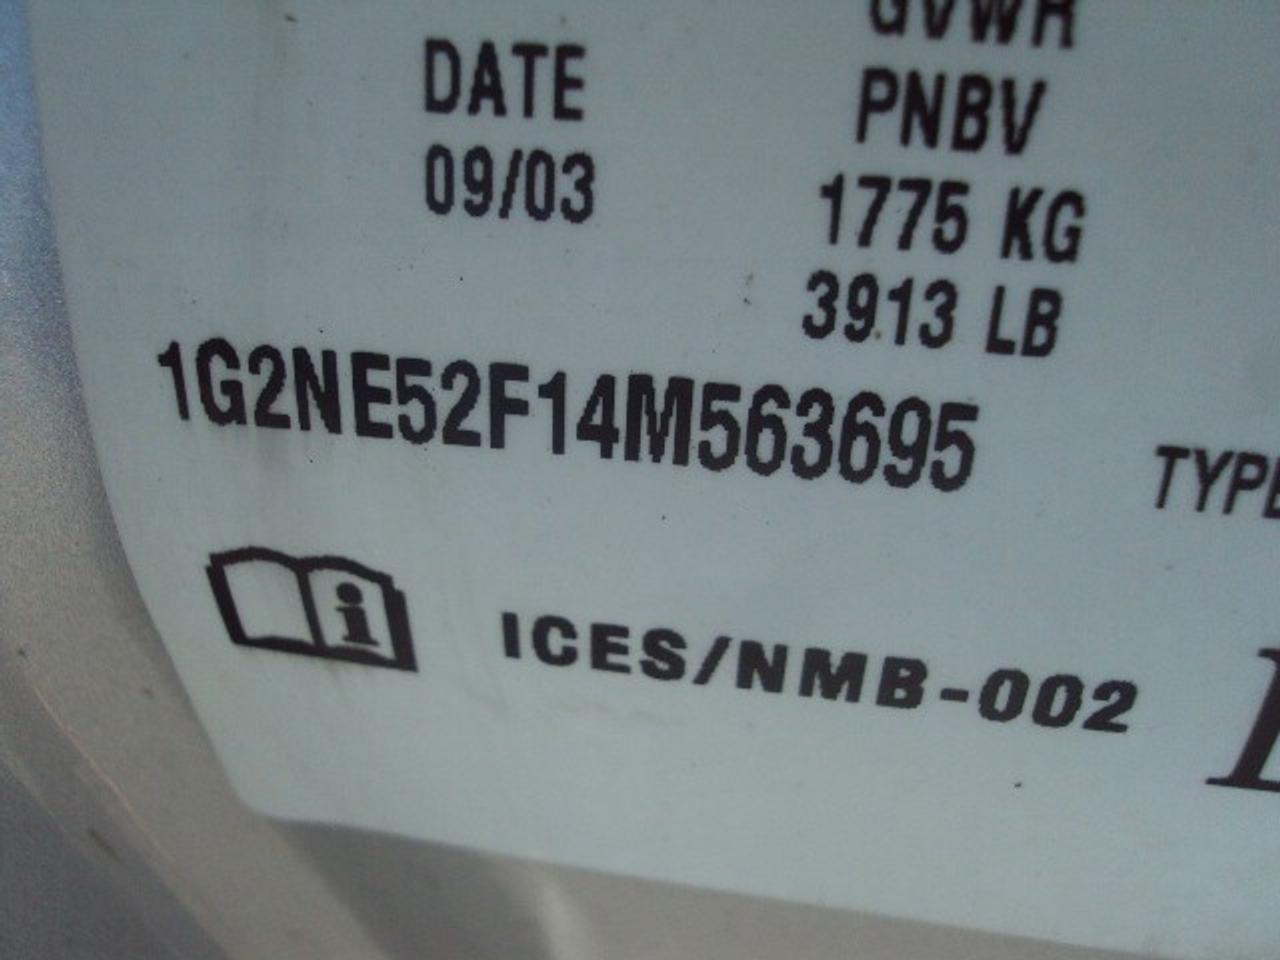 GVWR
DATE
PNBV
09/03
1775 KG
3913 LB
1G2NE52F14M563695
TYPE
ICES/NMB-002